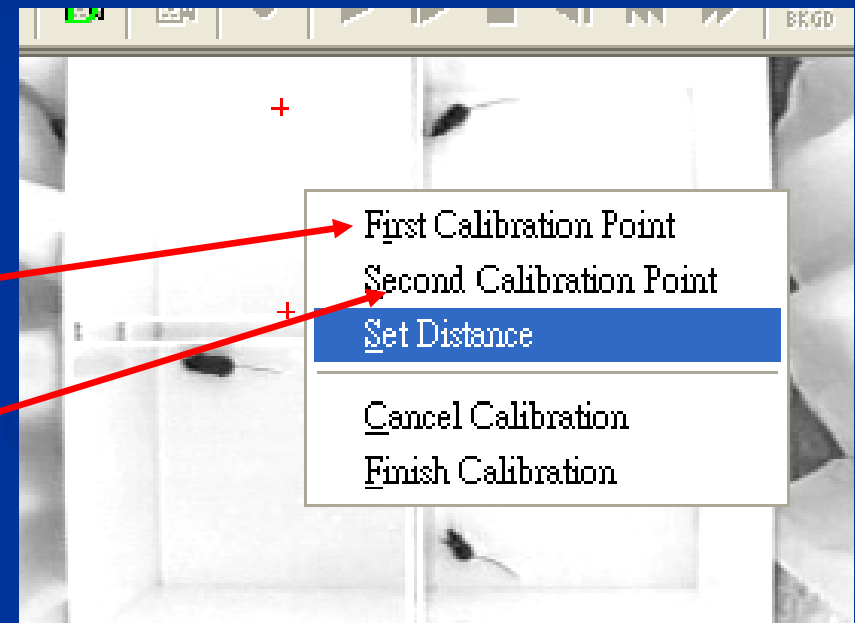 BKGD
First Calibration Point
Second Calibration Point
Set Distance
Cancel Calibration
Finish Calibration